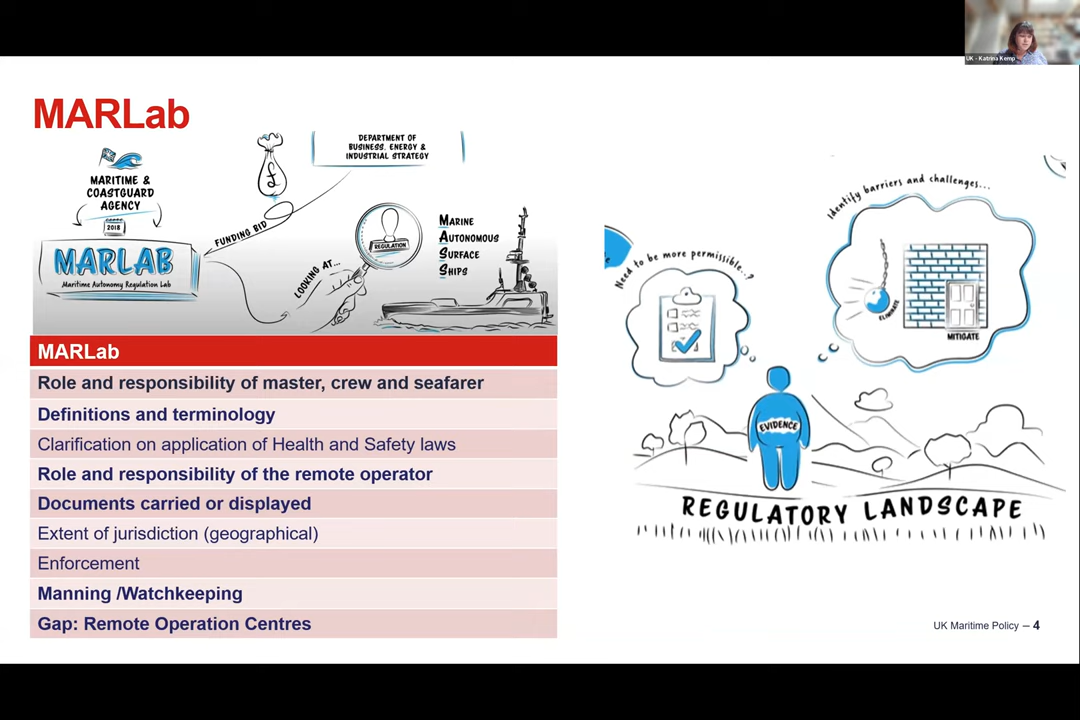 UK - Katrina Kemp
MARLab
MARITIME &
COASTGUARD
AGENCY
2018
MARLAB
Maritime Autonomy Regulation Lab
FUNDING BID
£
DEPARTMENT OF
BUSINESS, ENERGY &
INDUSTRIAL STRATEGY
LOOKING AT...
REGULATION
MARINE
AUTONOMOUS
SURFACE
SHIPS
MARLab
Role and responsibility of master, crew and seafarer
Definitions and terminology
Clarification on application of Health and Safety laws
Role and responsibility of the remote operator
Documents carried or displayed
Extent of jurisdiction (geographical)
Enforcement
Manning /Watchkeeping
Gap: Remote Operation Centres
Need to be more permissible...?
Identify barriers and challenges...
ELIMINATE
MITIGATE
EVIDENCE
REGULATORY LANDSCAPE
UK Maritime Policy – 4